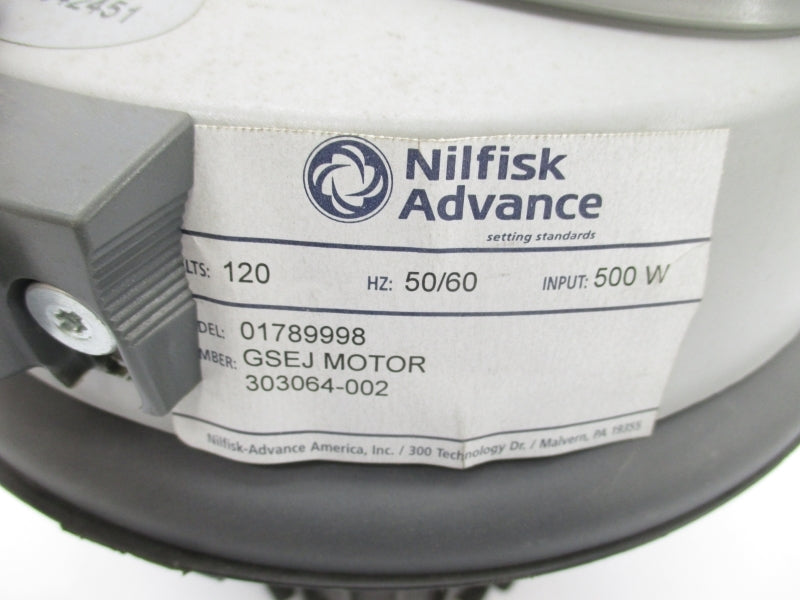 42451
Nilfisk
Advance
setting standards
LTS: 120 HZ: 50/60 INPUT: 500 W
DEL: 01789998
MBER: GSEJ MOTOR
303064-002
Nilfisk-Advance America, Inc. / 300 Technology Dr. / Malvern, PA 19355